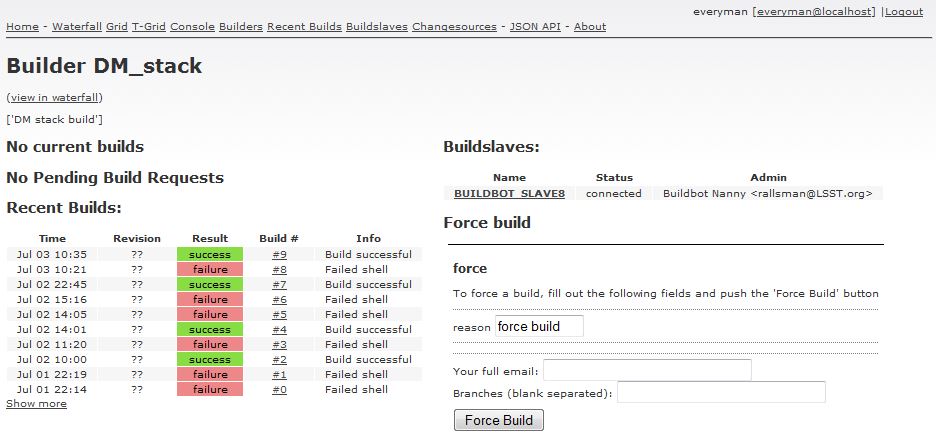 everyman [everyman@localhost] |Logout
Home - Waterfall Grid T-Grid Console Builders Recent Builds Buildslaves Changesources - JSON API - About
Builder DM_stack
(view in waterfall)
['DM stack build']
No current builds
No Pending Build Requests
Recent Builds:
Time Revision Result Build # Info
Jul 03 10:35 ?? success #9 Build successful
Jul 03 10:21 ?? failure #8 Failed shell
Jul 02 22:45 ?? success #7 Build successful
Jul 02 15:16 ?? failure #6 Failed shell
Jul 02 14:05 ?? failure #5 Failed shell
Jul 02 14:01 ?? success #4 Build successful
Jul 02 11:20 ?? failure #3 Failed shell
Jul 02 10:00 ?? success #2 Build successful
Jul 01 22:19 ?? failure #1 Failed shell
Jul 01 22:14 ?? failure #0 Failed shell
Show more
Buildslaves:
Name Status Admin
BUILDBOT_SLAVE8 connected Buildbot Nanny <rallsman@LSST.org>
Force build
force
To force a build, fill out the following fields and push the 'Force Build' button
reason force build
Your full email:
Branches (blank separated):
Force Build